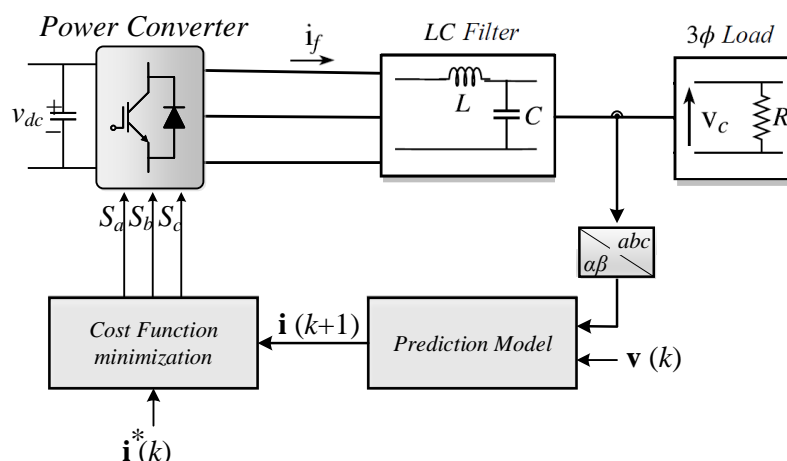 Power Converter
i_f
LC Filter
3ϕ Load
v_dc
+
−
L
C
v_c
R
S_a S_b S_c
abc
αβ
Cost Function
minimization
i (k+1)
Prediction Model
v (k)
i*(k)